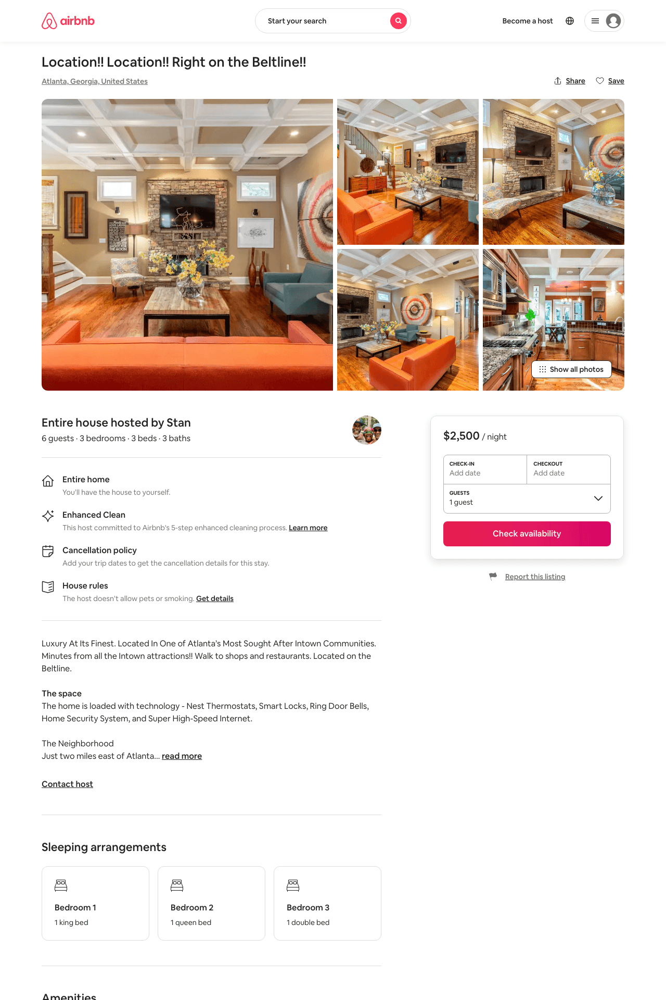 airbnb
Start your search
Become a host
Location!! Location!! Right on the Beltline!!
Atlanta, Georgia, United States
Share
Save
Show all photos
Entire house hosted by Stan
6 guests · 3 bedrooms · 3 beds · 3 baths
Entire home
You’ll have the house to yourself.
Enhanced Clean
This host committed to Airbnb's 5-step enhanced cleaning process. Learn more
Cancellation policy
Add your trip dates to get the cancellation details for this stay.
House rules
The host doesn’t allow pets or smoking. Get details
$2,500 / night
CHECK-IN
Add date
CHECKOUT
Add date
GUESTS
1 guest
Check availability
Report this listing
Luxury At Its Finest. Located In One of Atlanta’s Most Sought After Intown Communities.
Minutes from all the Intown attractions!! Walk to shops and restaurants. Located on the
Beltline.
The space
The home is loaded with technology - Nest Thermostats, Smart Locks, Ring Door Bells,
Home Security System, and Super High-Speed Internet.
The Neighborhood
Just two miles east of Atlanta... read more
Contact host
Sleeping arrangements
Bedroom 1
1 king bed
Bedroom 2
1 queen bed
Bedroom 3
1 double bed
Amenities